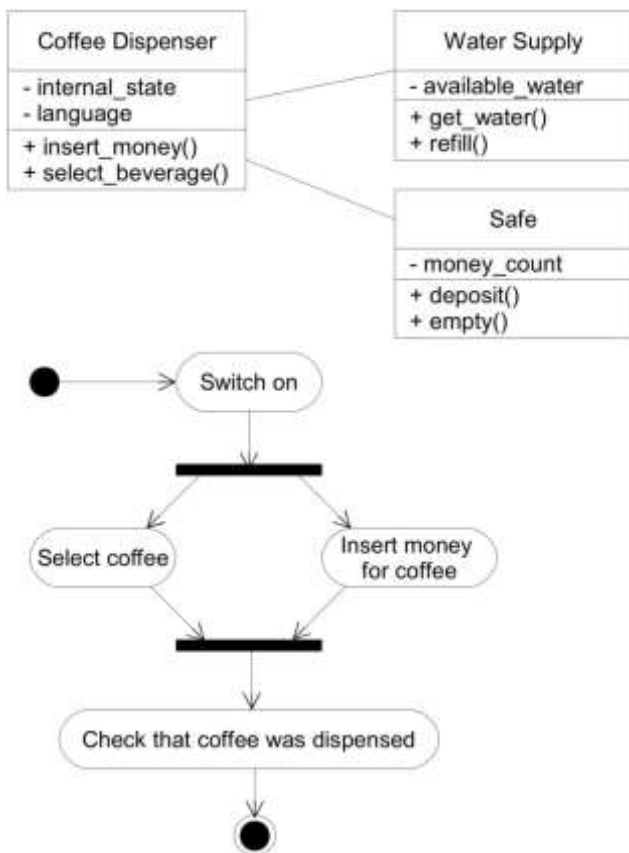 Coffee Dispenser
- internal_state
- language
+ insert_money()
+ select_beverage()
Water Supply
- available_water
+ get_water()
+ refill()
Safe
- money_count
+ deposit()
+ empty()
Switch on
Select coffee
Insert money
for coffee
Check that coffee was dispensed